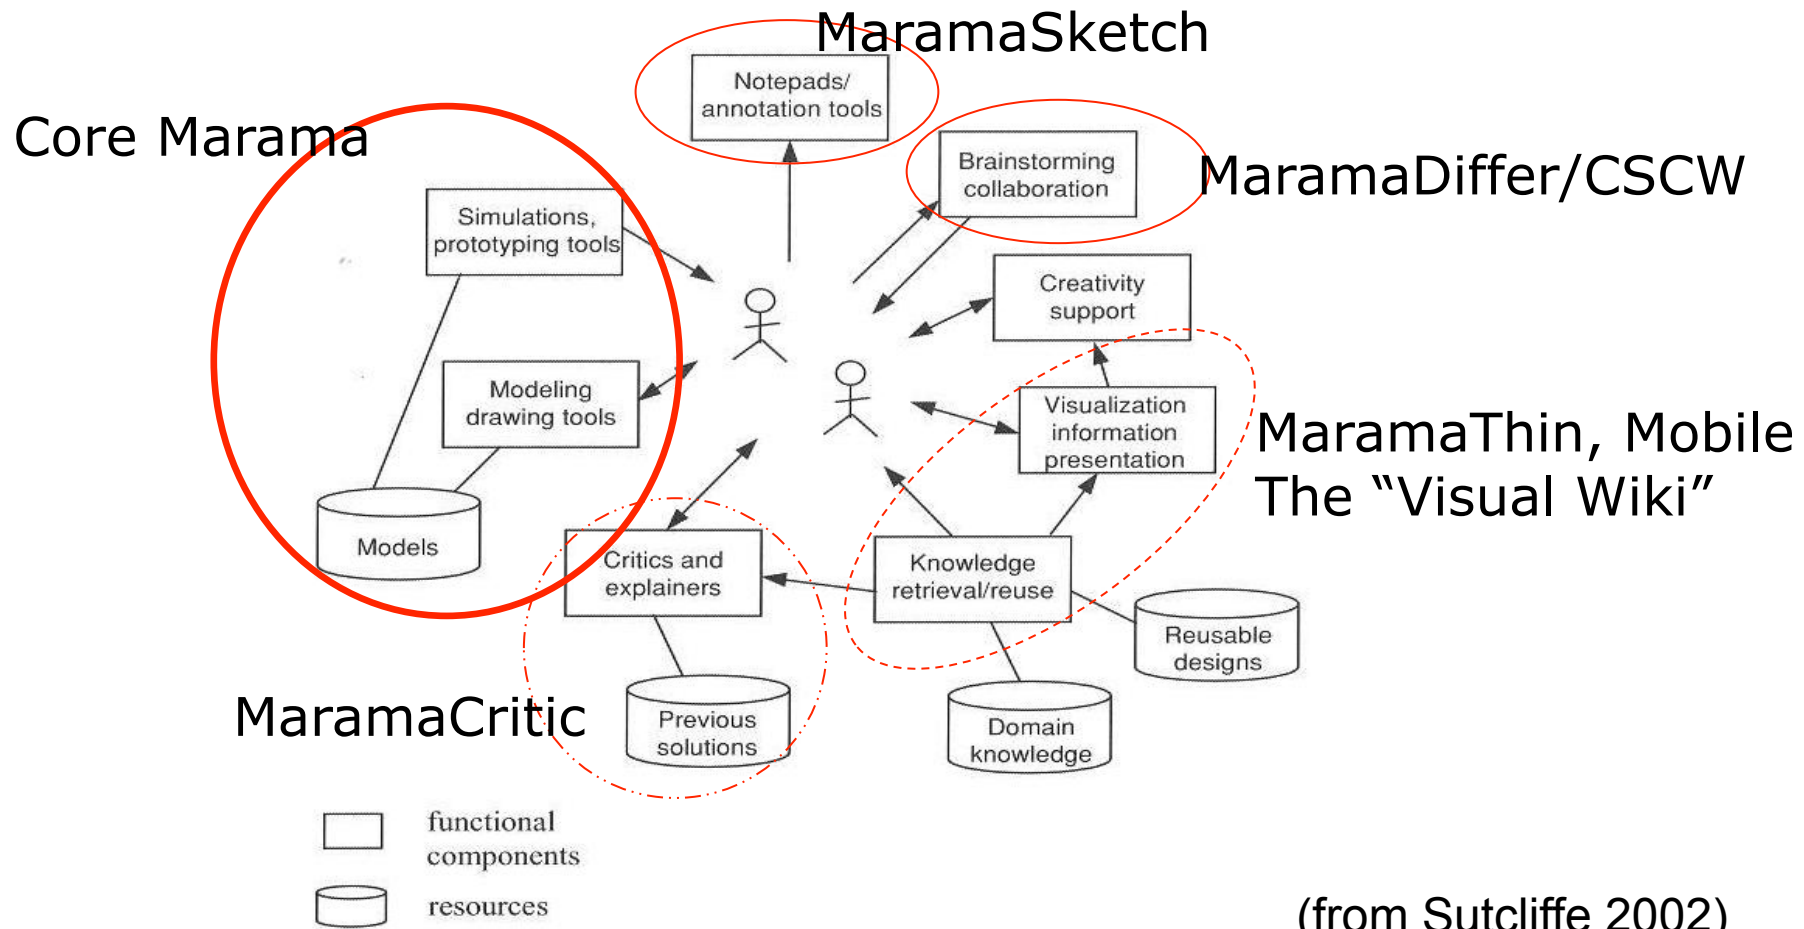 MaramaSketch
Notepads/
annotation tools
Core Marama
Brainstorming
collaboration
MaramaDiffer/CSCW
Simulations,
prototyping tools
Creativity
support
Modeling
drawing tools
Visualization
information
presentation
MaramaThin, Mobile
The “Visual Wiki”
Models
Critics and
explainers
Knowledge
retrieval/reuse
Reusable
designs
MaramaCritic
Previous
solutions
Domain
knowledge
functional
components
resources
(from Sutcliffe 2002)